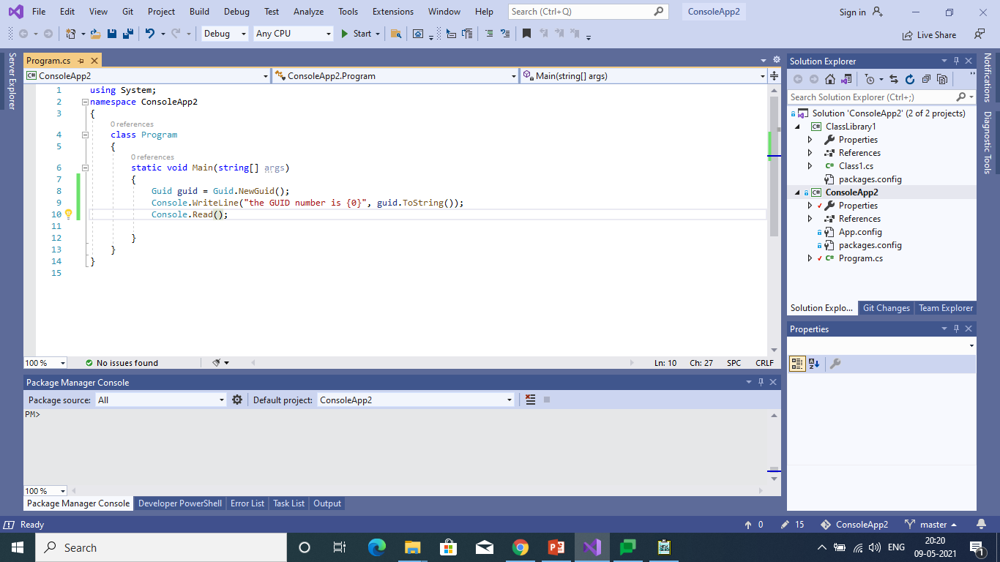 File Edit View Git Project Build Debug Test Analyze Tools Extensions Window Help Search (Ctrl+Q) ConsoleApp2 Sign in
Debug Any CPU Start Live Share
Server Explorer
Program.cs
ConsoleApp2 ConsoleApp2.Program Main(string[] args)
1 using System;
2 namespace ConsoleApp2
3 {
0 references
4 class Program
5 {
0 references
6 static void Main(string[] args)
7 {
8 Guid guid = Guid.NewGuid();
9 Console.WriteLine("the GUID number is {0}", guid.ToString());
10 Console.Read();
11
12 }
13 }
14 }
15
100 % No issues found Ln: 10 Ch: 27 SPC CRLF
Package Manager Console
Package source: All Default project: ConsoleApp2
PM>
100 %
Package Manager Console Developer PowerShell Error List Task List Output
Solution Explorer
Search Solution Explorer (Ctrl+;)
Solution 'ConsoleApp2' (2 of 2 projects)
C# ClassLibrary1
Properties
References
C# Class1.cs
packages.config
C# ConsoleApp2
Properties
References
App.config
packages.config
C# Program.cs
Solution Explo... Git Changes Team Explorer
Properties
Notifications
Diagnostic Tools
Ready 0 15 ConsoleApp2 master
Search ENG 20:20
09-05-2021
1